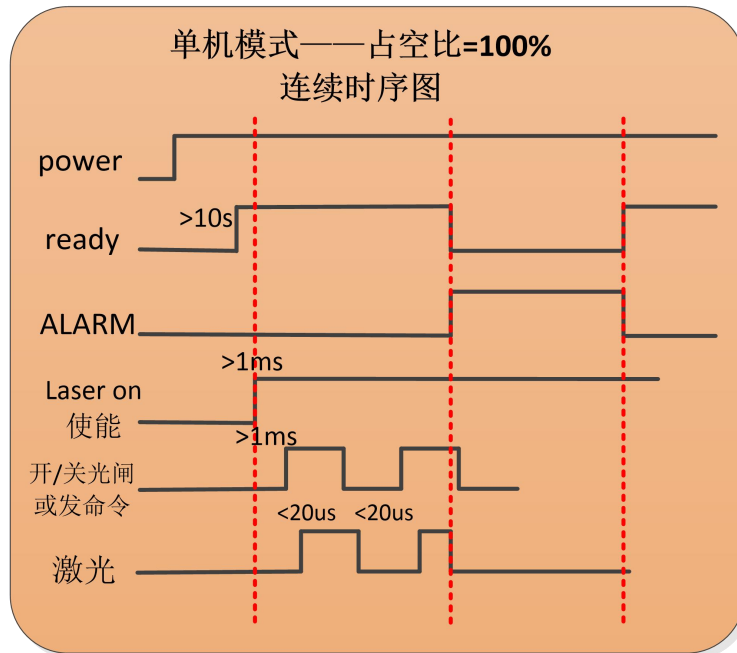 单机模式——占空比=100%
连续时序图
power
>10s
ready
ALARM
>1ms
Laser on
使能
>1ms
开/关光闸
或发命令
<20us <20us
激光